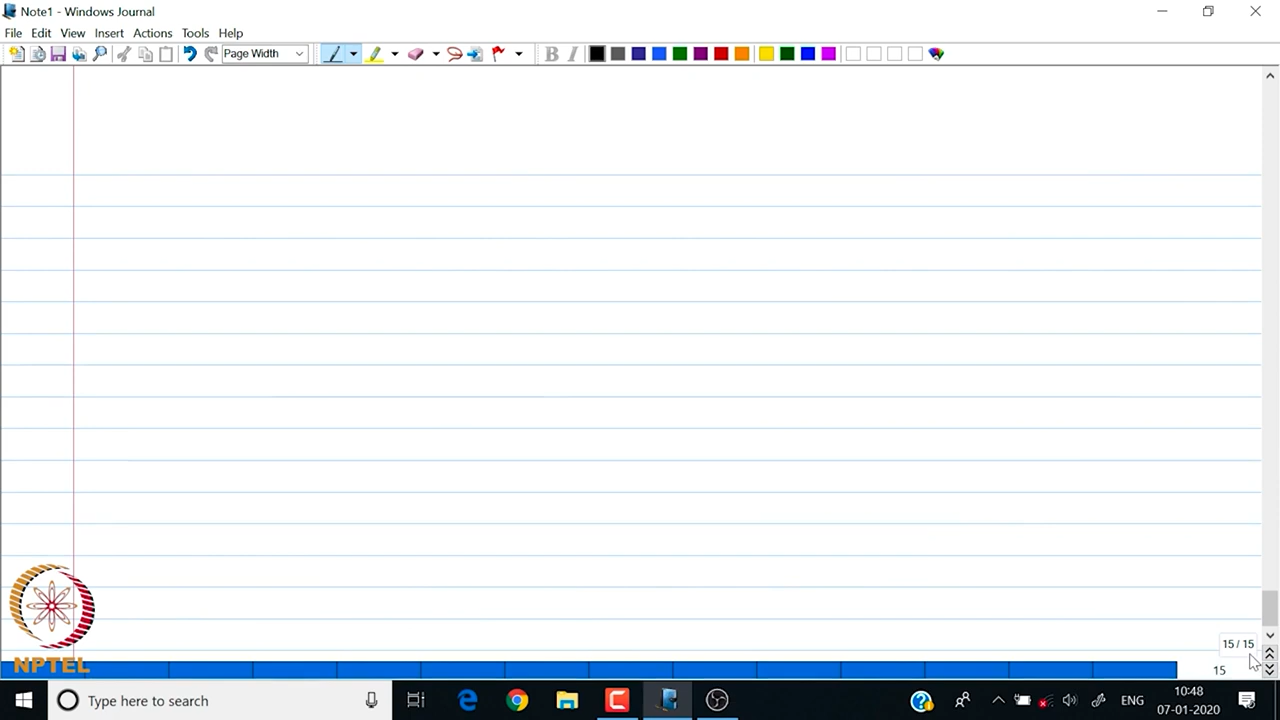 Note1 - Windows Journal
File Edit View Insert Actions Tools Help
Page Width B I
15 / 15
NPTEL
15
Type here to search
ENG
10:48
07-01-2020